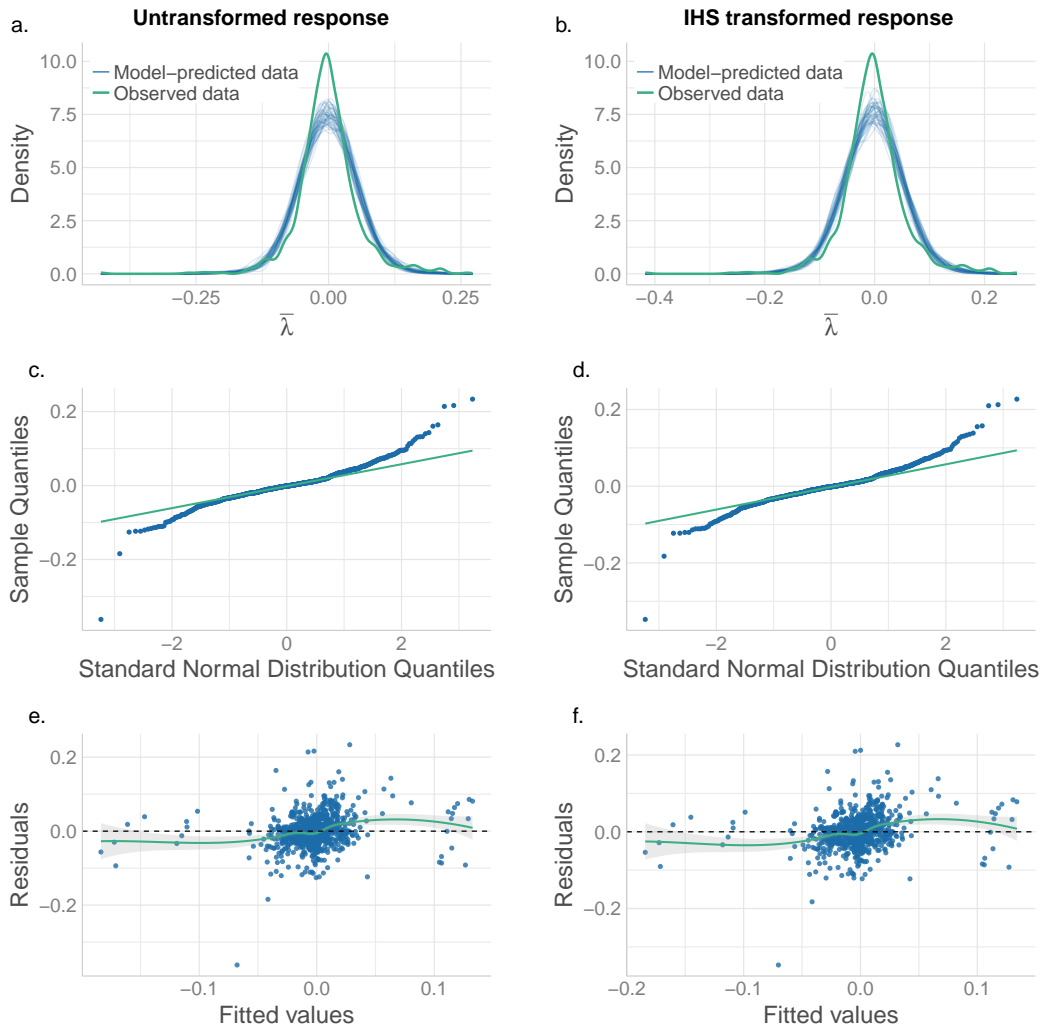 Untransformed response
IHS transformed response
a.
10.0
7.5
5.0
2.5
0.0
Density
Model−predicted data
Observed data
−0.25
0.00
0.25
λ̅
b.
10.0
7.5
5.0
2.5
0.0
Density
Model−predicted data
Observed data
−0.4
−0.2
0.0
0.2
λ̅
c.
0.2
0.0
−0.2
Sample Quantiles
−2
0
2
Standard Normal Distribution Quantiles
d.
0.2
0.0
−0.2
Sample Quantiles
−2
0
2
Standard Normal Distribution Quantiles
e.
0.2
0.0
−0.2
Residuals
−0.1
0.0
0.1
Fitted values
f.
0.2
0.0
−0.2
Residuals
−0.2
−0.1
0.0
0.1
Fitted values